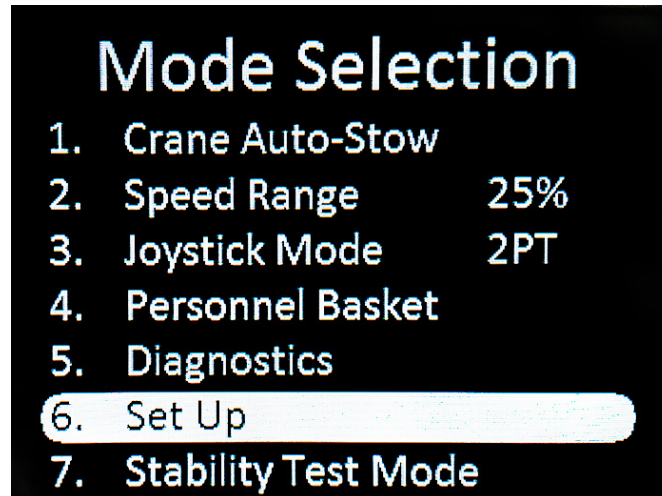 Mode Selection
1. Crane Auto-Stow
2. Speed Range 25%
3. Joystick Mode 2PT
4. Personnel Basket
5. Diagnostics
6. Set Up
7. Stability Test Mode